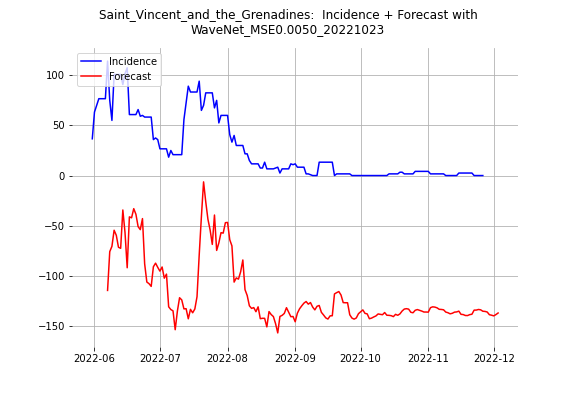 Saint_Vincent_and_the_Grenadines:  Incidence + Forecast with
WaveNet_MSE0.0050_20221023
Incidence
Forecast
100
50
0
−50
−100
−150
2022-06 2022-07 2022-08 2022-09 2022-10 2022-11 2022-12